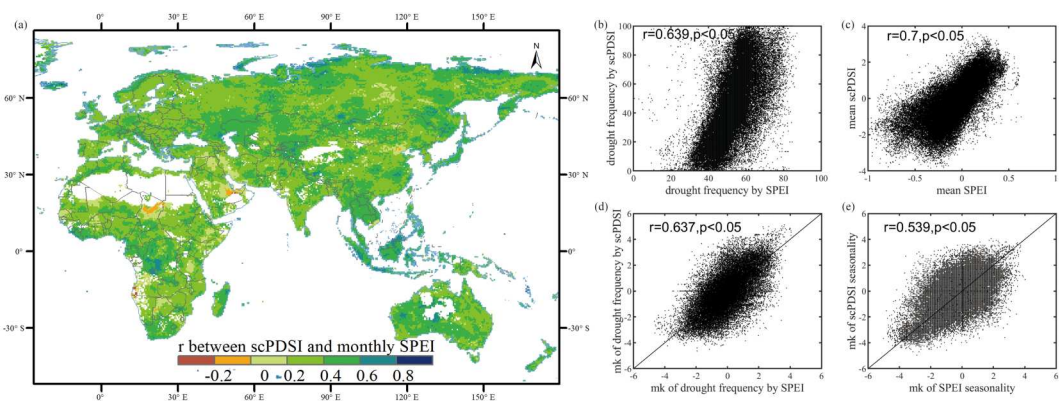 (a)
0° 30° E 60° E 90° E 120° E 150° E
N
60° N
30° N
0°
-30° S
r between scPDSI and monthly SPEI
-0.2 0 0.2 0.4 0.6 0.8
0° 30° E 60° E 90° E 120° E 150° E
(b)
r=0.639,p<0.05
drought frequency by scPDSI
100
80
60
40
20
0
0 20 40 60 80 100
drought frequency by SPEI
(c)
r=0.7,p<0.05
mean scPDSI
4
2
0
-2
-4
-1 -0.5 0 0.5 1
mean SPEI
(d)
r=0.637,p<0.05
mk of drought frequency by scPDSI
6
4
2
0
-2
-4
-6
-6 -4 -2 0 2 4 6
mk of drought frequency by SPEI
(e)
r=0.539,p<0.05
mk of scPDSI seasonality
6
4
2
0
-2
-4
-6
-6 -4 -2 0 2 4 6
mk of SPEI seasonality